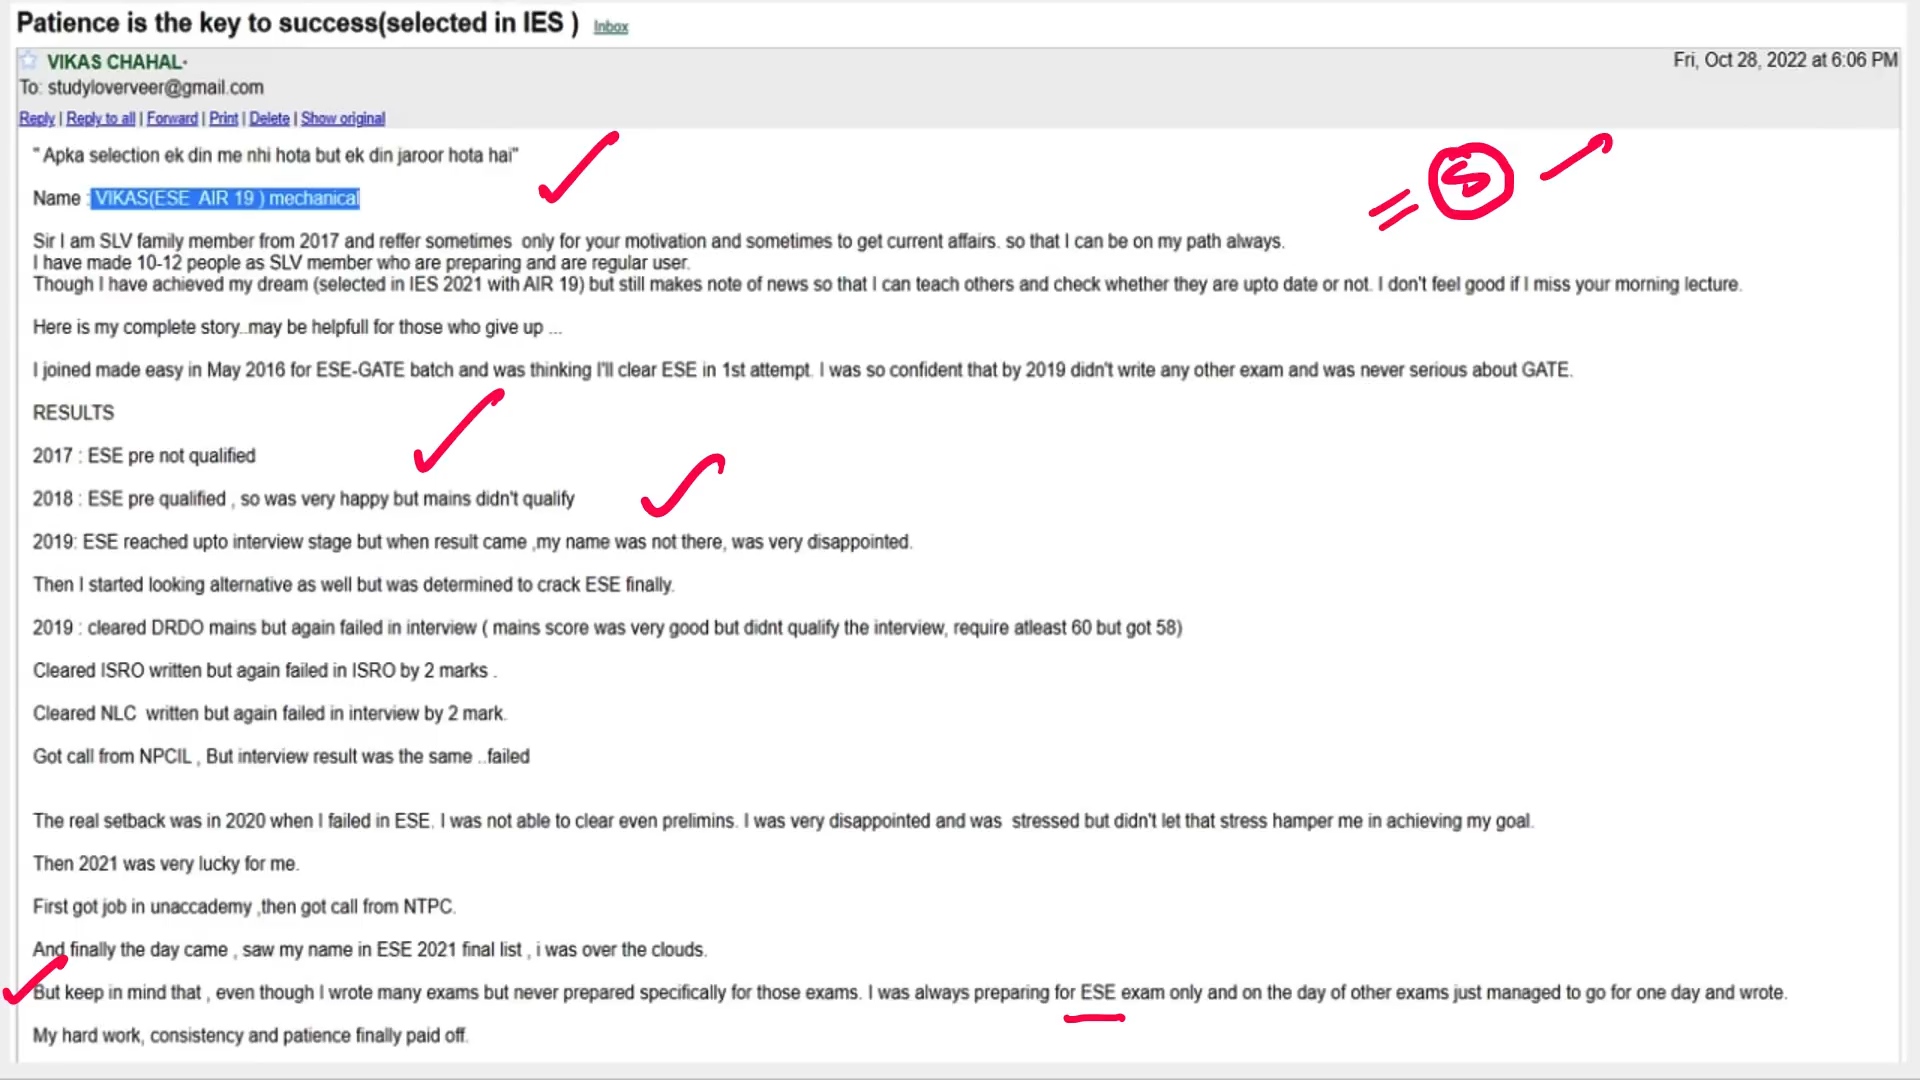 Patience is the key to success(selected in IES ) Inbox
VIKAS CHAHAL· Fri, Oct 28, 2022 at 6:06 PM
To: studyloverveer@gmail.com
Reply | Reply to all | Forward | Print | Delete | Show original
" Apka selection ek din me nhi hota but ek din jaroor hota hai"
Name : VIKAS(ESE AIR 19 ) mechanical
Sir I am SLV family member from 2017 and reffer sometimes only for your motivation and sometimes to get current affairs. so that I can be on my path always.
I have made 10-12 people as SLV member who are preparing and are regular user.
Though I have achieved my dream (selected in IES 2021 with AIR 19) but still makes note of news so that I can teach others and check whether they are upto date or not. I don't feel good if I miss your morning lecture.
Here is my complete story..may be helpfull for those who give up ...
I joined made easy in May 2016 for ESE-GATE batch and was thinking I'll clear ESE in 1st attempt. I was so confident that by 2019 didn't write any other exam and was never serious about GATE.
RESULTS
2017 : ESE pre not qualified
2018 : ESE pre qualified , so was very happy but mains didn't qualify
2019: ESE reached upto interview stage but when result came ,my name was not there, was very disappointed.
Then I started looking alternative as well but was determined to crack ESE finally.
2019 : cleared DRDO mains but again failed in interview ( mains score was very good but didnt qualify the interview, require atleast 60 but got 58)
Cleared ISRO written but again failed in ISRO by 2 marks .
Cleared NLC written but again failed in interview by 2 mark.
Got call from NPCIL , But interview result was the same ..failed
The real setback was in 2020 when I failed in ESE. I was not able to clear even prelimins. I was very disappointed and was stressed but didn't let that stress hamper me in achieving my goal.
Then 2021 was very lucky for me.
First got job in unaccademy ,then got call from NTPC.
And finally the day came , saw my name in ESE 2021 final list , i was over the clouds.
But keep in mind that , even though I wrote many exams but never prepared specifically for those exams. I was always preparing for ESE exam only and on the day of other exams just managed to go for one day and wrote.
My hard work, consistency and patience finally paid off.